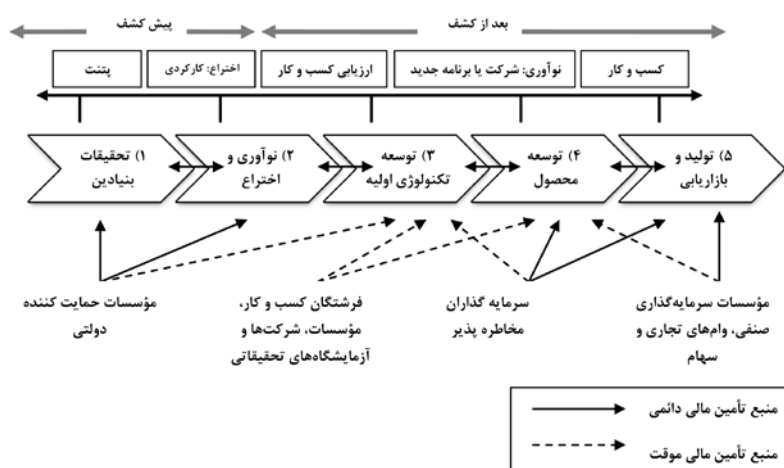 پیش کشف
بعد از کشف
پتنت
اختراع: کارکردی
ارزیابی کسب و کار
نوآوری: شرکت یا برنامه جدید
کسب و کار
۱) تحقیقات
بنیادین
۲) نوآوری و
اختراع
۳) توسعه
تکنولوژی اولیه
۴) توسعه
محصول
۵) تولید و
بازاریابی
مؤسسات حمایت کننده
دولتی
فرشتگان کسب و کار،
مؤسسات، شرکت‌ها و
آزمایشگاه‌های تحقیقاتی
سرمایه گذاران
مخاطره پذیر
مؤسسات سرمایه‌گذاری
صنفی، وام‌های تجاری و
سهام
منبع تأمین مالی دائمی
منبع تأمین مالی موقت